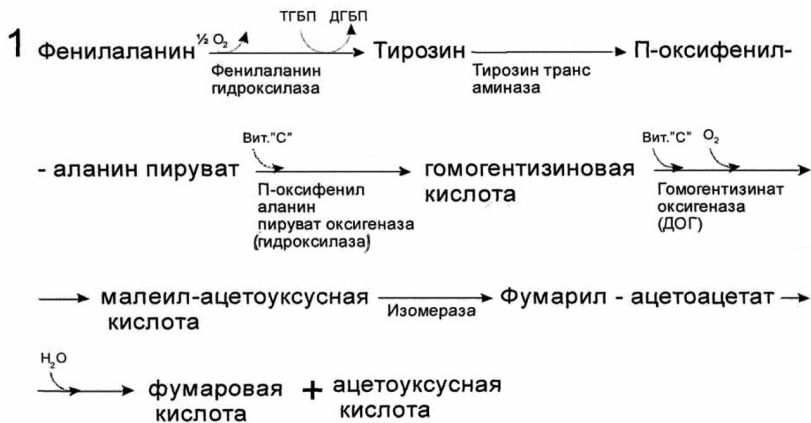 ТГБП ДГБП
1 Фенилаланин ½ O₂ Тирозин П-оксифенил-
Фенилаланин гидроксилаза
Тирозин транс аминаза
Вит."С" Вит."С" O₂
- аланин пируват гомогентизиновая кислота
П-оксифенил
аланин
пируват оксигеназа
(гидроксилаза)
Гомогентизинат
оксигеназа
(ДОГ)
малеил-ацетоуксусная кислота Изомераза Фумарил - ацетоацетат
H₂O
фумаровая кислота + ацетоуксусная кислота